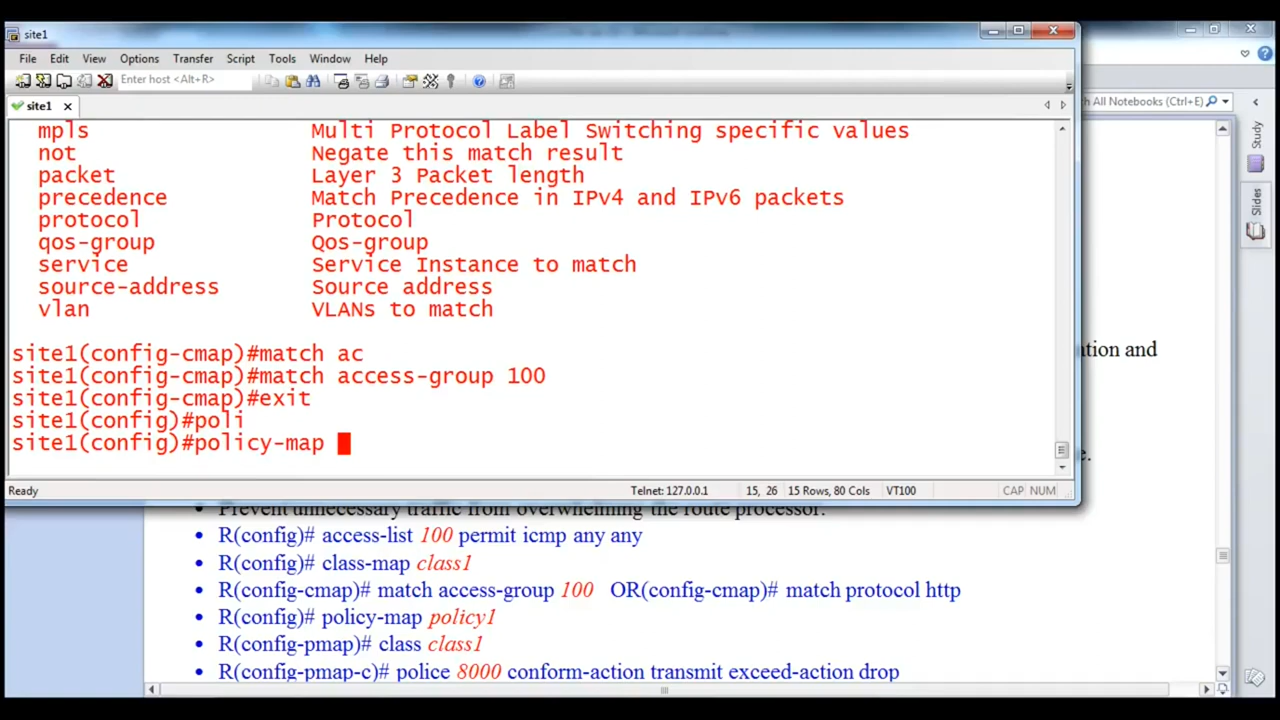 site1
File Edit View Options Transfer Script Tools Window Help
Enter host <Alt+R>
All Notebooks (Ctrl+E)
site1
Study
Slides
mpls Multi Protocol Label Switching specific values
not Negate this match result
packet Layer 3 Packet length
precedence Match Precedence in IPv4 and IPv6 packets
protocol Protocol
qos-group Qos-group
service Service Instance to match
source-address Source address
vlan VLANs to match
site1(config-cmap)#match ac
site1(config-cmap)#match access-group 100
site1(config-cmap)#exit
site1(config)#poli
site1(config)#policy-map
and
Ready Telnet: 127.0.0.1 15, 26 15 Rows, 80 Cols VT100 CAP NUM
• Prevent unnecessary traffic from overwhelming the route processor.
• R(config)# access-list 100 permit icmp any any
• R(config)# class-map class1
• R(config-cmap)# match access-group 100 OR(config-cmap)# match protocol http
• R(config)# policy-map policy1
• R(config-pmap)# class class1
• R(config-pmap-c)# police 8000 conform-action transmit exceed-action drop